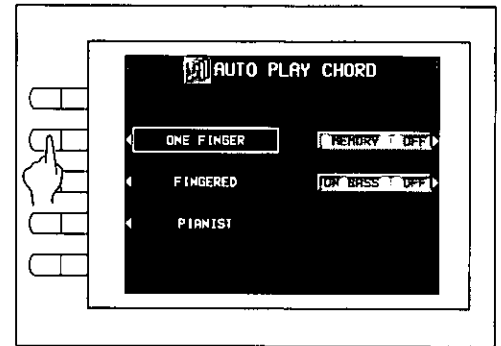 AUTO PLAY CHORD
ONE FINGER MEMORY OFF
FINGERED ON BASS OFF
PIANIST